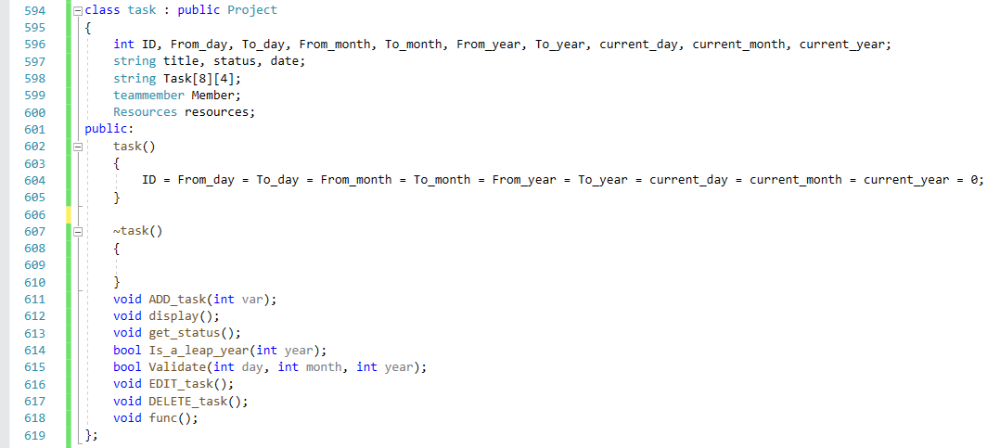 594 class task : public Project
595 {
596 int ID, From_day, To_day, From_month, To_month, From_year, To_year, current_day, current_month, current_year;
597 string title, status, date;
598 string Task[8][4];
599 teammember Member;
600 Resources resources;
601 public:
602 task()
603 {
604 ID = From_day = To_day = From_month = To_month = From_year = To_year = current_day = current_month = current_year = 0;
605 }
606
607 ~task()
608 {
609
610 }
611 void ADD_task(int var);
612 void display();
613 void get_status();
614 bool Is_a_leap_year(int year);
615 bool Validate(int day, int month, int year);
616 void EDIT_task();
617 void DELETE_task();
618 void func();
619 };